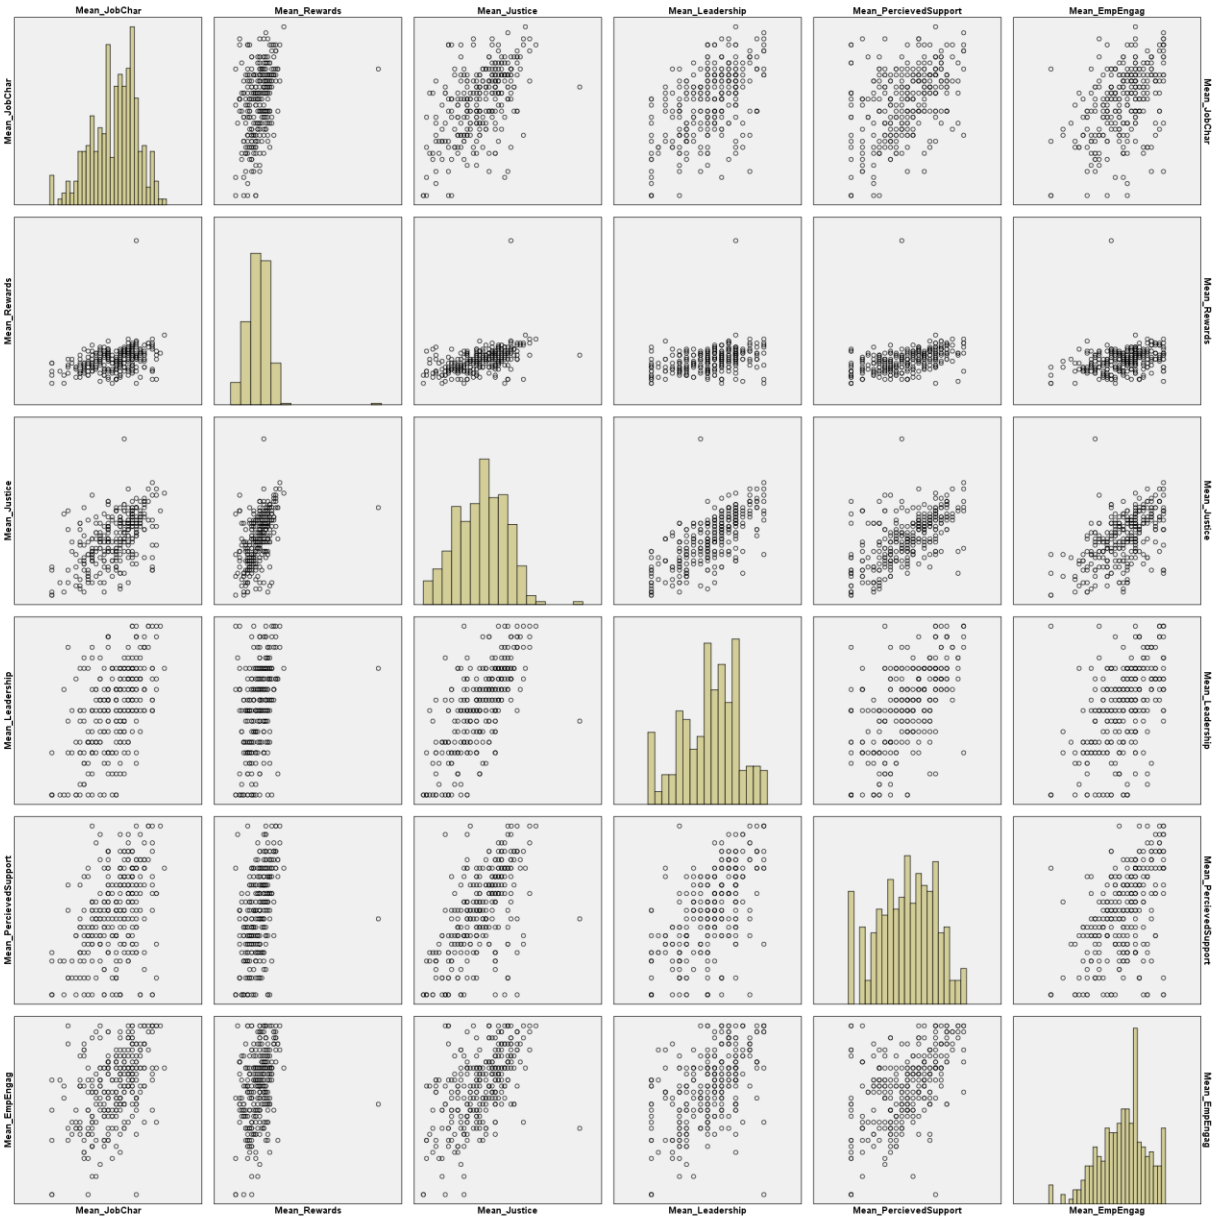 Mean_JobChar Mean_Rewards Mean_Justice Mean_Leadership Mean_PercievedSupport Mean_EmpEngag
Mean_JobChar Mean_JobChar
Mean_Rewards Mean_Rewards
Mean_Justice Mean_Justice
Mean_Leadership Mean_Leadership
Mean_PercievedSupport Mean_PercievedSupport
Mean_EmpEngag Mean_EmpEngag
Mean_JobChar Mean_Rewards Mean_Justice Mean_Leadership Mean_PercievedSupport Mean_EmpEngag